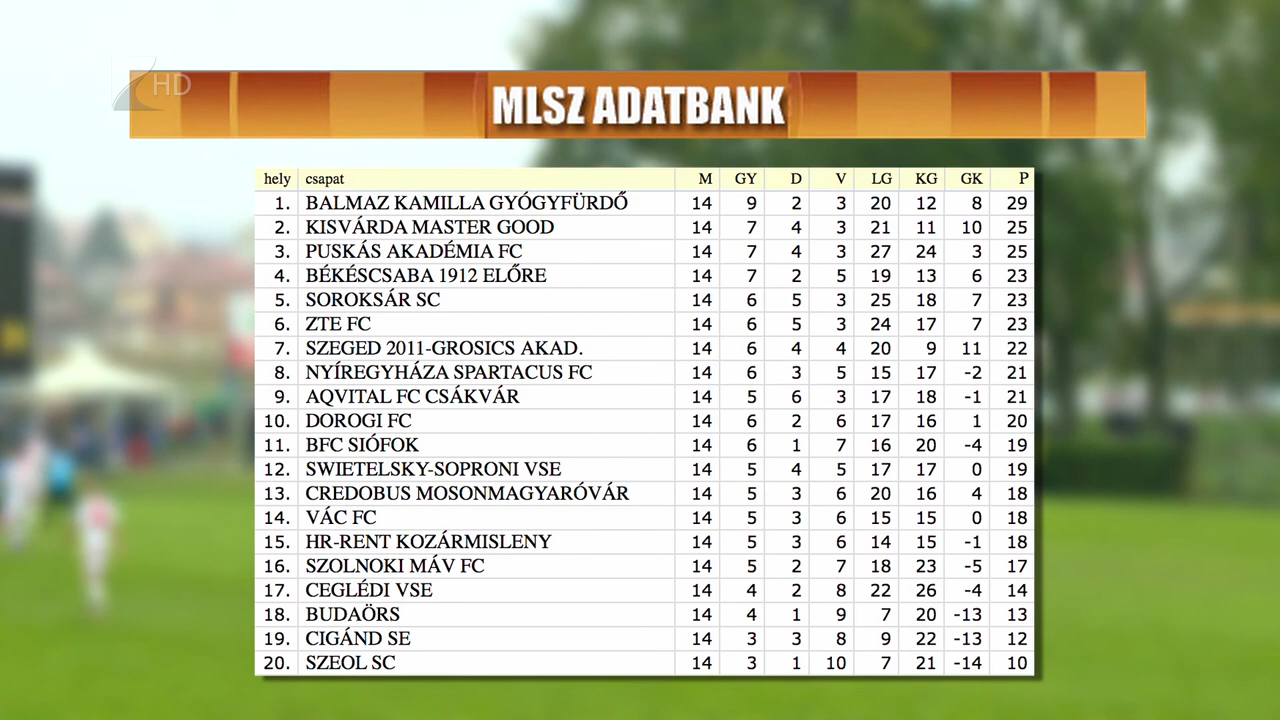 HD
MLSZ ADATBANK
hely csapat M GY D V LG KG GK P
1. BALMAZ KAMILLA GYÓGYFÜRDŐ 14 9 2 3 20 12 8 29
2. KISVÁRDA MASTER GOOD 14 7 4 3 21 11 10 25
3. PUSKÁS AKADÉMIA FC 14 7 4 3 27 24 3 25
4. BÉKÉSCSABA 1912 ELŐRE 14 7 2 5 19 13 6 23
5. SOROKSÁR SC 14 6 5 3 25 18 7 23
6. ZTE FC 14 6 5 3 24 17 7 23
7. SZEGED 2011-GROSICS AKAD. 14 6 4 4 20 9 11 22
8. NYÍREGYHÁZA SPARTACUS FC 14 6 3 5 15 17 -2 21
9. AQVITAL FC CSÁKVÁR 14 5 6 3 17 18 -1 21
10. DOROGI FC 14 6 2 6 17 16 1 20
11. BFC SIÓFOK 14 6 1 7 16 20 -4 19
12. SWIETELSKY-SOPRONI VSE 14 5 4 5 17 17 0 19
13. CREDOBUS MOSONMAGYARÓVÁR 14 5 3 6 20 16 4 18
14. VÁC FC 14 5 3 6 15 15 0 18
15. HR-RENT KOZÁRMISLENY 14 5 3 6 14 15 -1 18
16. SZOLNOKI MÁV FC 14 5 2 7 18 23 -5 17
17. CEGLÉDI VSE 14 4 2 8 22 26 -4 14
18. BUDAÖRS 14 4 1 9 7 20 -13 13
19. CIGÁND SE 14 3 3 8 9 22 -13 12
20. SZEOL SC 14 3 1 10 7 21 -14 10